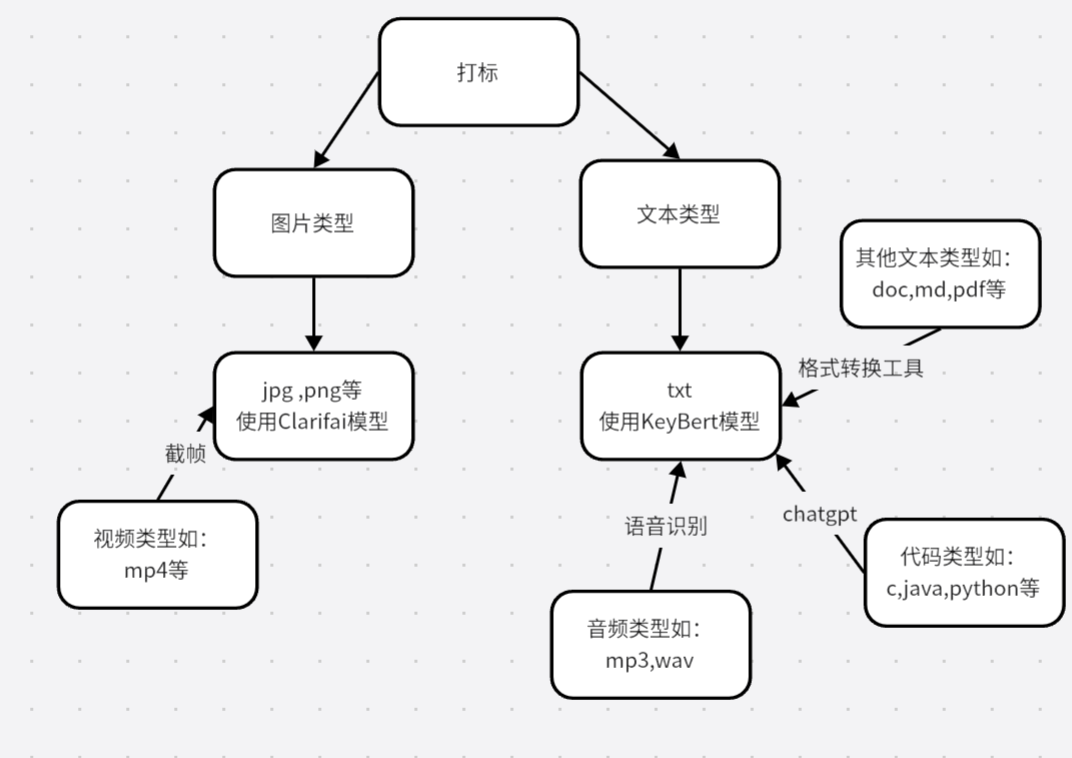 打标
图片类型
文本类型
其他文本类型如：
doc,md,pdf等
格式转换工具
jpg ,png等
使用Clarifai模型
txt
使用KeyBert模型
截帧
chatgpt
语音识别
视频类型如：
mp4等
代码类型如：
c,java,python等
音频类型如：
mp3,wav